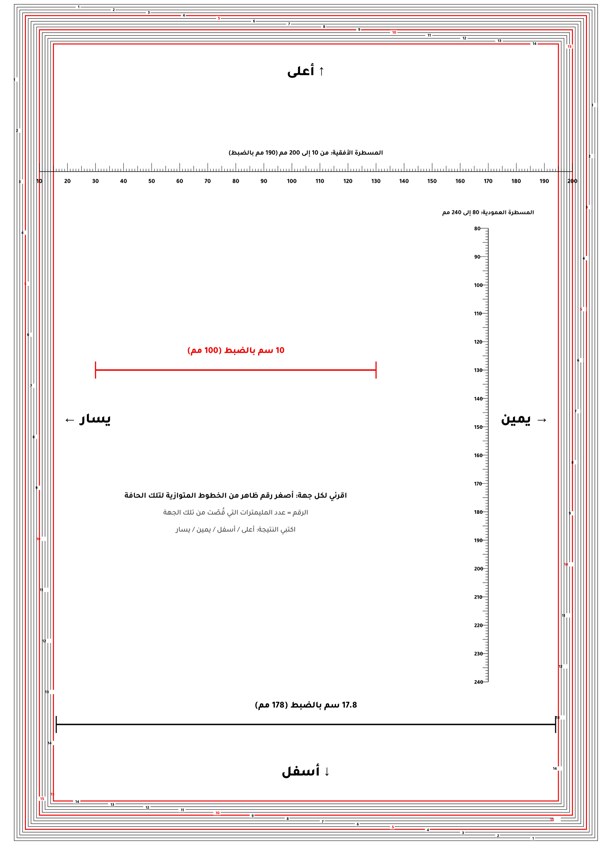 ↑ أعلى
المسطرة الأفقية: من 10 إلى 200 مم (190 مم بالضبط)
10 20 30 40 50 60 70 80 90 100 110 120 130 140 150 160 170 180 190 200
المسطرة العمودية: 80 إلى 240 مم
80
90
100
110
120
10 سم بالضبط (100 مم)
130
140
← يسار
يمين →
150
160
170
اقرئي لكل جهة: أصغر رقم ظاهر من الخطوط المتوازية لتلك الحافة
الرقم = عدد المليمترات التي قُصّت من تلك الجهة
180
اكتبي النتيجة: أعلى / أسفل / يمين / يسار
190
200
210
220
230
240
17.8 سم بالضبط (178 مم)
↓ أسفل